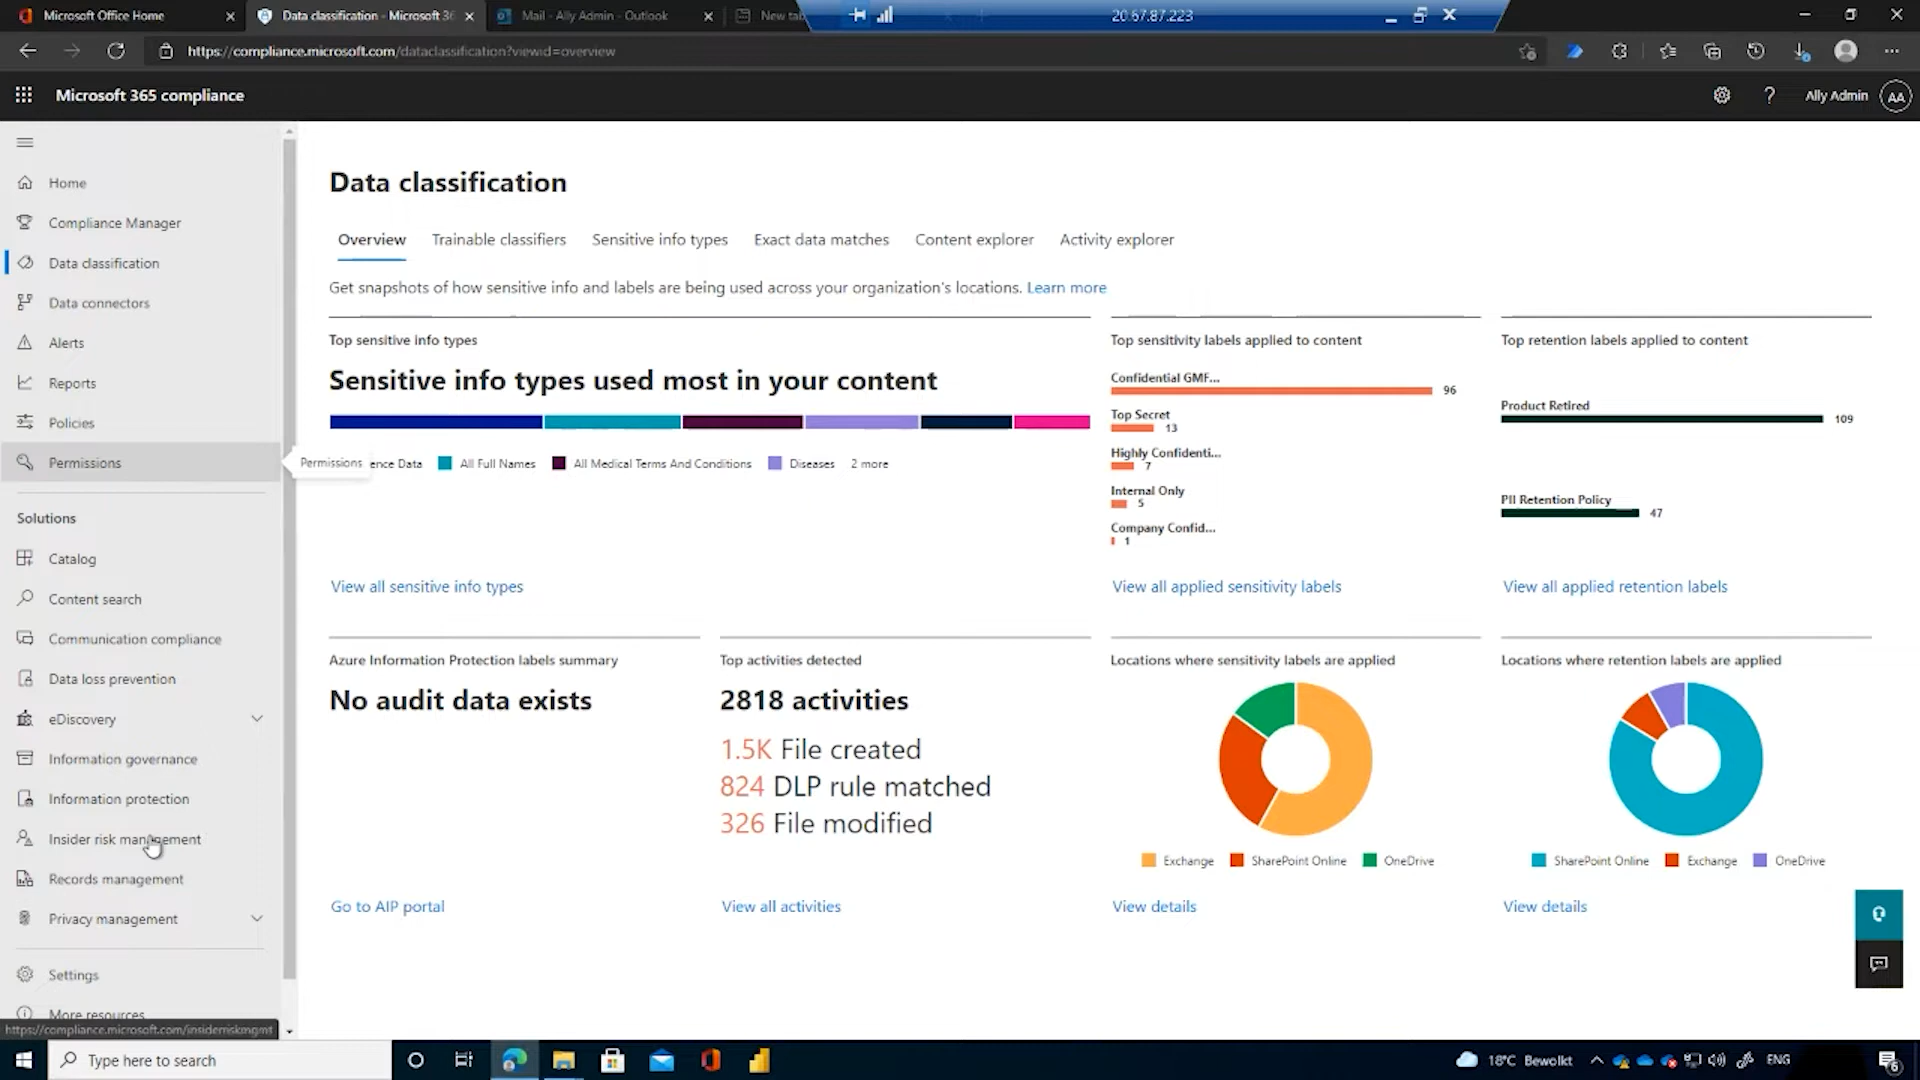 Microsoft Office Home
Data classification - Microsoft 36
Mail - Ally Admin - Outlook
New tab
20.67.87.223
https://compliance.microsoft.com/dataclassification?viewid=overview
Microsoft 365 compliance
?
Ally Admin
AA
Home
Compliance Manager
Data classification
Data connectors
Alerts
Reports
Policies
Permissions
Solutions
Catalog
Content search
Communication compliance
Data loss prevention
eDiscovery
Information governance
Information protection
Insider risk management
Records management
Privacy management
Settings
More resources
https://compliance.microsoft.com/insiderriskmgmt
Data classification
Overview
Trainable classifiers
Sensitive info types
Exact data matches
Content explorer
Activity explorer
Get snapshots of how sensitive info and labels are being used across your organization's locations. Learn more
Top sensitive info types
Sensitive info types used most in your content
Permissions
ence Data
All Full Names
All Medical Terms And Conditions
Diseases
2 more
View all sensitive info types
Top sensitivity labels applied to content
Confidential GMF...
96
Top Secret
13
Highly Confidenti...
7
Internal Only
5
Company Confid...
1
View all applied sensitivity labels
Top retention labels applied to content
Product Retired
109
PII Retention Policy
47
View all applied retention labels
Azure Information Protection labels summary
No audit data exists
Go to AIP portal
Top activities detected
2818 activities
1.5K File created
824 DLP rule matched
326 File modified
View all activities
Locations where sensitivity labels are applied
Exchange
SharePoint Online
OneDrive
View details
Locations where retention labels are applied
SharePoint Online
Exchange
OneDrive
View details
Type here to search
18°C Bewolkt
ENG
6